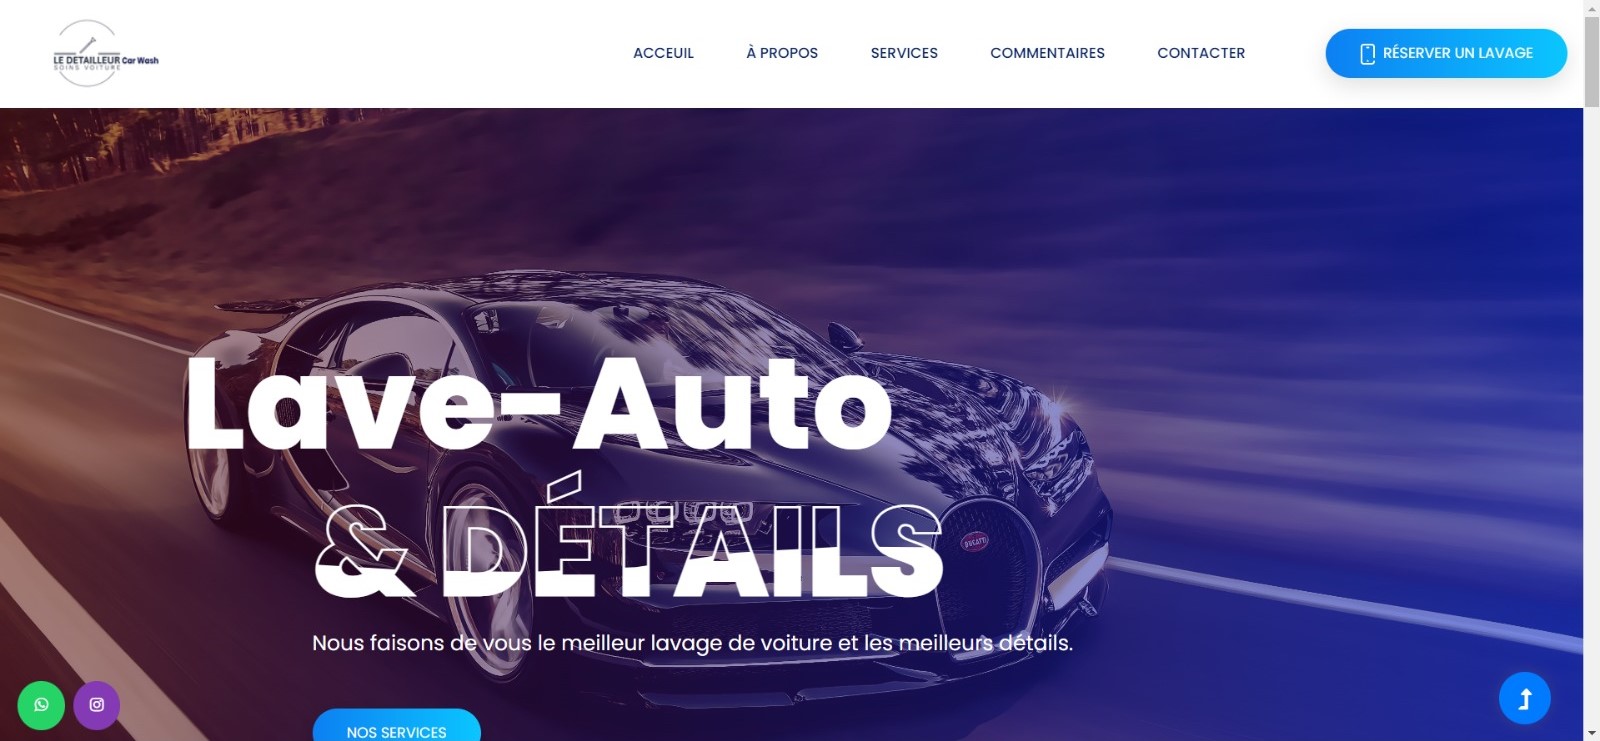 LE DETAILLEUR Car Wash
SOINS VOITURE
ACCEUIL
À PROPOS
SERVICES
COMMENTAIRES
CONTACTER
RÉSERVER UN LAVAGE
Lave-Auto
& DÉTAILS
BUGATTI
Nous faisons de vous le meilleur lavage de voiture et les meilleurs détails.
NOS SERVICES